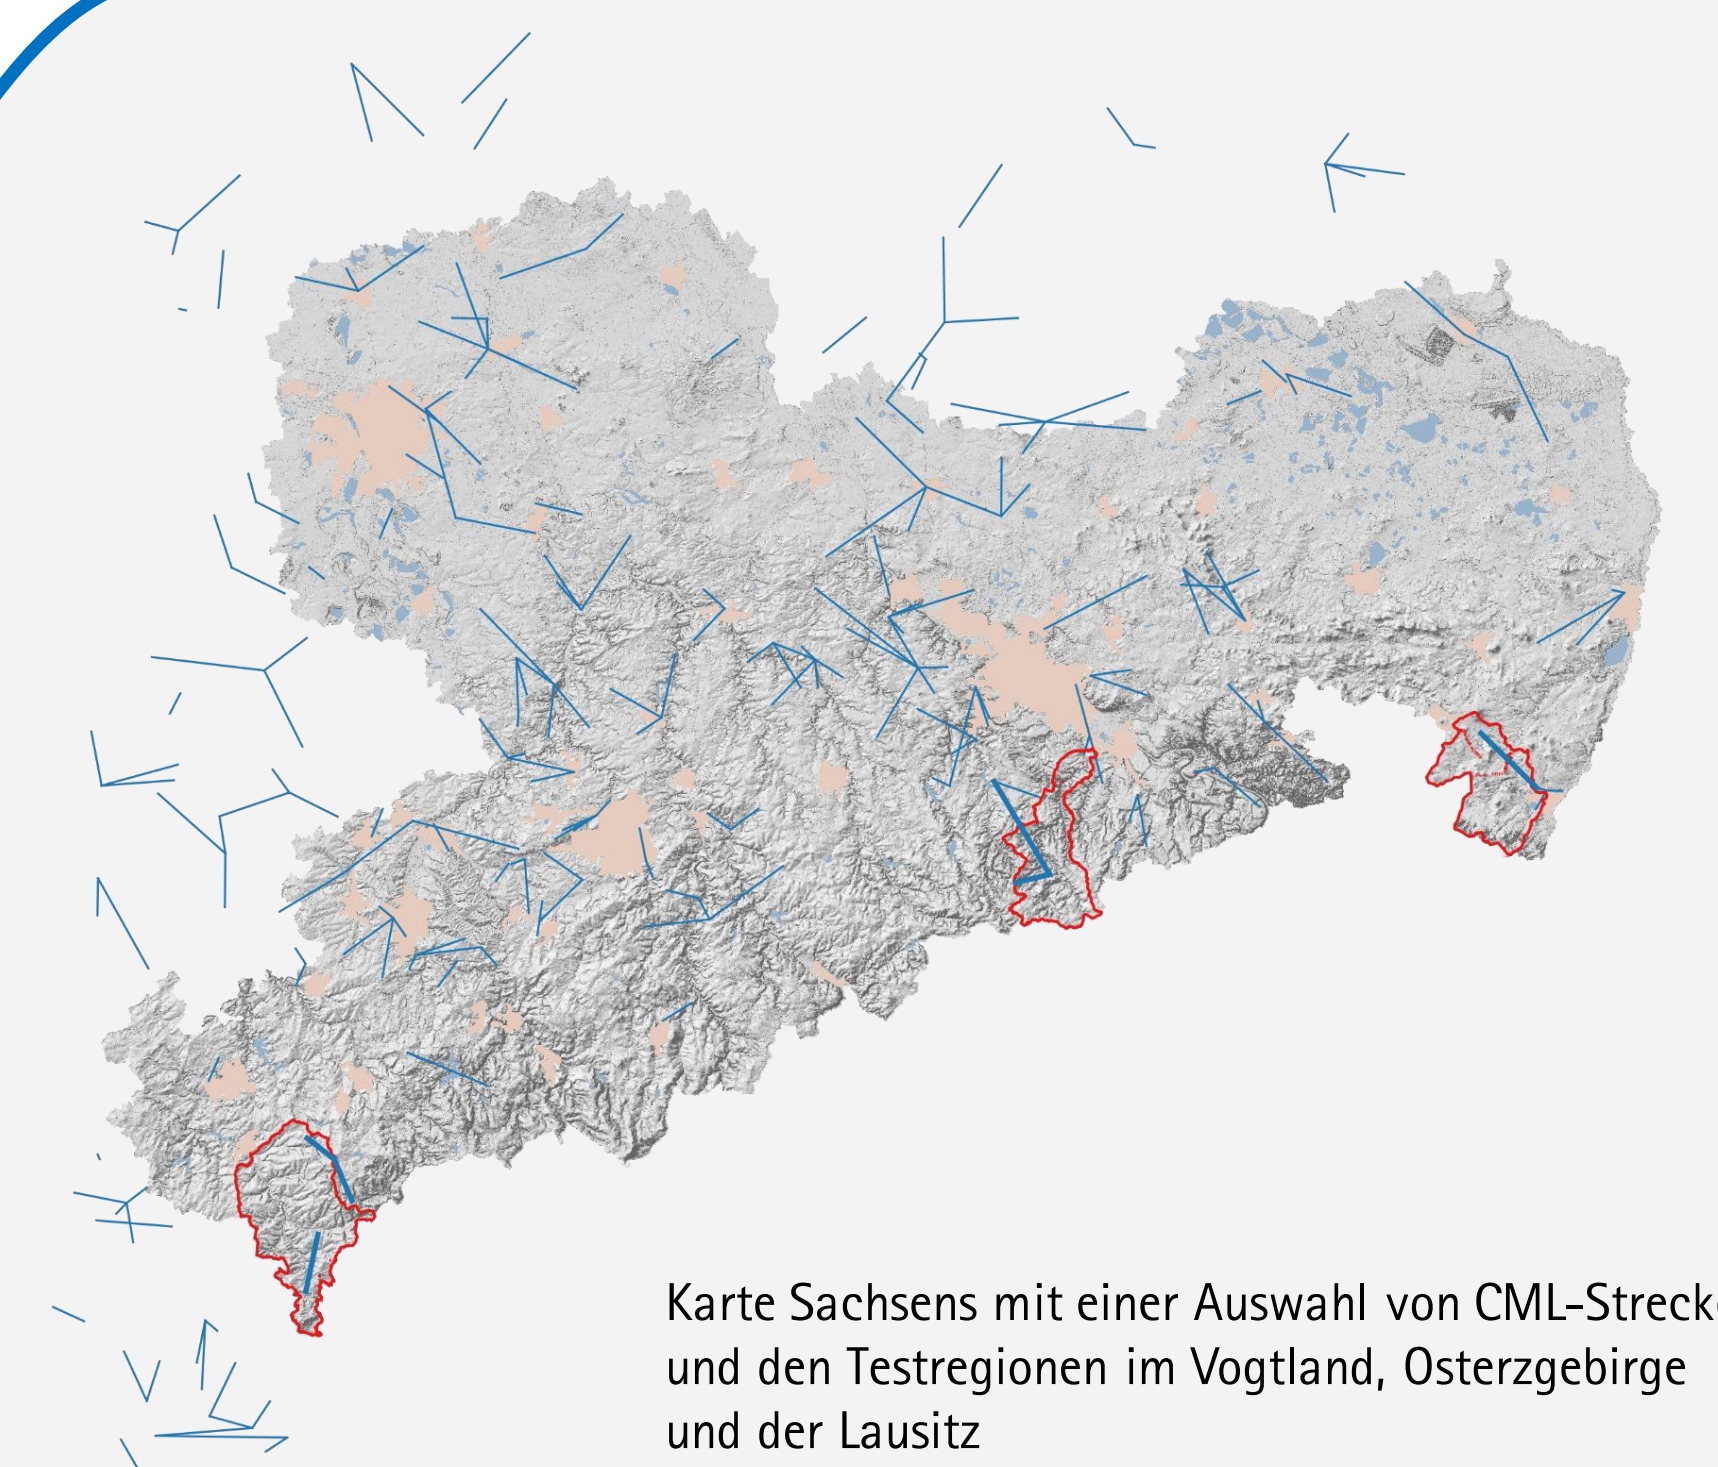 Karte Sachsens mit einer Auswahl von CML-Strecke
und den Testregionen im Vogtland, Osterzgebirge
und der Lausitz